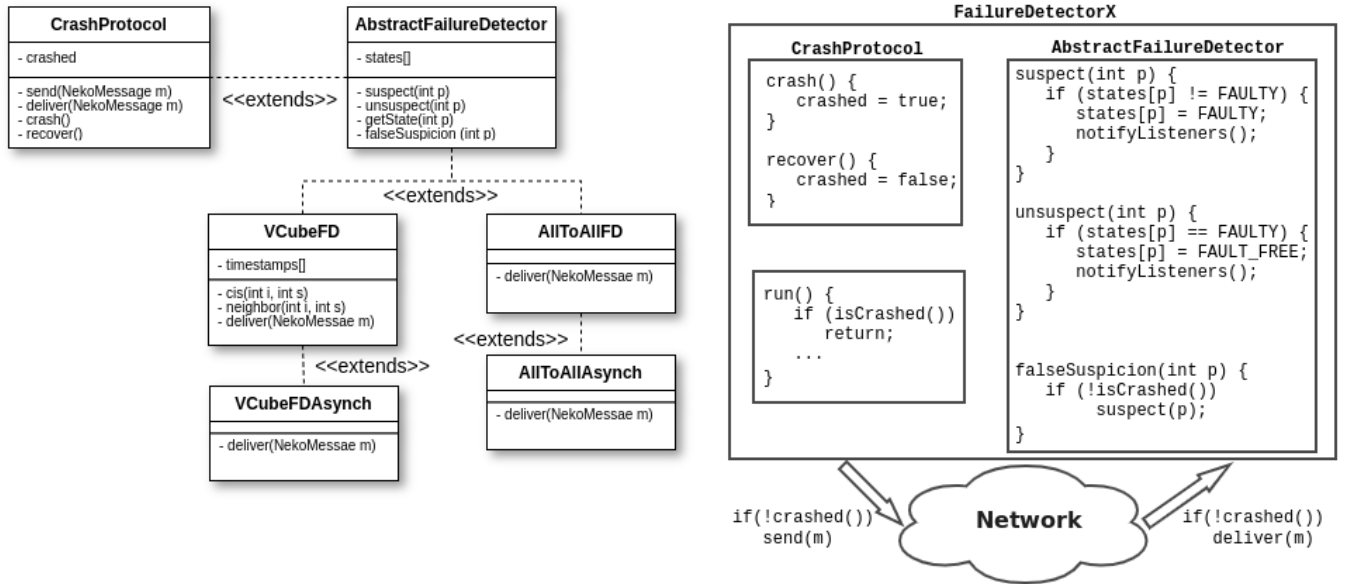 CrashProtocol
- crashed
- send(NekoMessage m)
- deliver(NekoMessage m)
- crash()
- recover()
<<extends>>
AbstractFailureDetector
- states[]
- suspect(int p)
- unsuspect(int p)
- getState(int p)
- falseSuspicion (int p)
<<extends>>
VCubeFD
- timestamps[]
- cis(int i, int s)
- neighbor(int i, int s)
- deliver(NekoMessae m)
<<extends>>
VCubeFDAsynch
- deliver(NekoMessae m)
AllToAllFD
- deliver(NekoMessae m)
<<extends>>
AllToAllAsynch
- deliver(NekoMessae m)
FailureDetectorX
CrashProtocol
crash() {
crashed = true;
}
recover() {
crashed = false;
}
run() {
if (isCrashed())
return;
...
}
AbstractFailureDetector
suspect(int p) {
if (states[p] != FAULTY) {
states[p] = FAULTY;
notifyListeners();
}
}
unsuspect(int p) {
if (states[p] == FAULTY) {
states[p] = FAULT_FREE;
notifyListeners();
}
}
falseSuspicion(int p) {
if (!isCrashed())
suspect(p);
}
if(!crashed())
send(m)
Network
if(!crashed())
deliver(m)